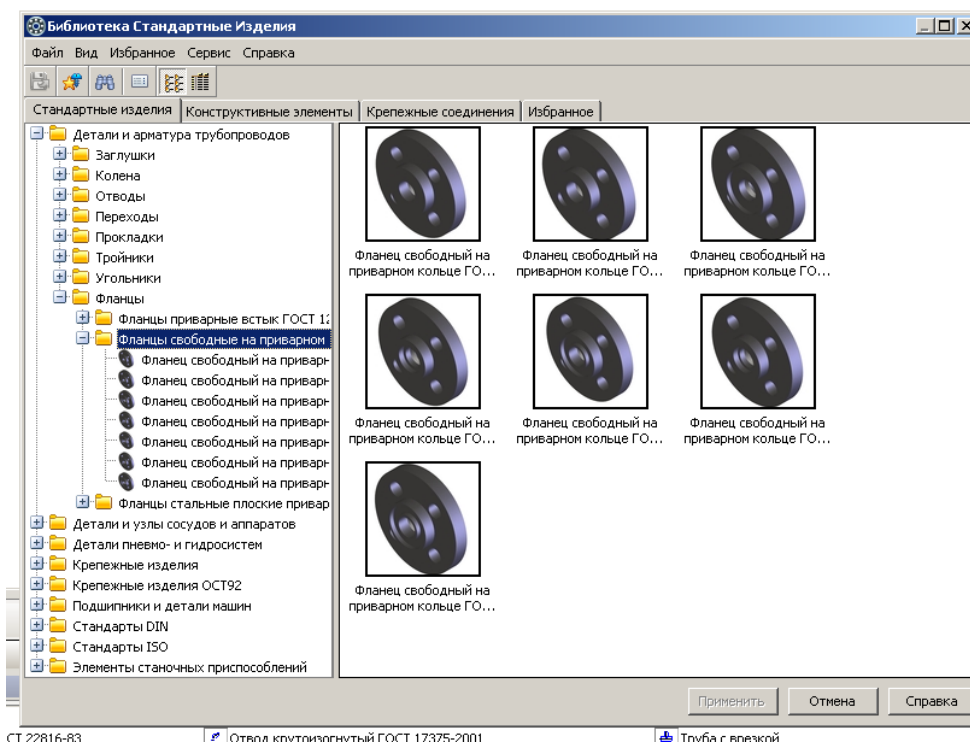 Библиотека Стандартные Изделия
Файл Вид Избранное Сервис Справка
Стандартные изделия Конструктивные элементы Крепежные соединения Избранное
Детали и арматура трубопроводов
Заглушки
Колена
Отводы
Переходы
Прокладки
Тройники
Угольники
Фланцы
Фланцы приварные встык ГОСТ 12
Фланцы свободные на приварном
Фланец свободный на приварн
Фланец свободный на приварн
Фланец свободный на приварн
Фланец свободный на приварн
Фланец свободный на приварн
Фланец свободный на приварн
Фланец свободный на приварн
Фланцы стальные плоские привар
Детали и узлы сосудов и аппаратов
Детали пневмо- и гидросистем
Крепежные изделия
Крепежные изделия ОСТ92
Подшипники и детали машин
Стандарты DIN
Стандарты ISO
Элементы станочных приспособлений
Фланец свободный на
приварном кольце ГО...
Фланец свободный на
приварном кольце ГО...
Фланец свободный на
приварном кольце ГО...
Фланец свободный на
приварном кольце ГО...
Фланец свободный на
приварном кольце ГО...
Фланец свободный на
приварном кольце ГО...
Фланец свободный на
приварном кольце ГО...
Применить Отмена Справка
СТ 22816-83 Отвод крутоизогнутый ГОСТ 17375-2001 Труба с врезкой